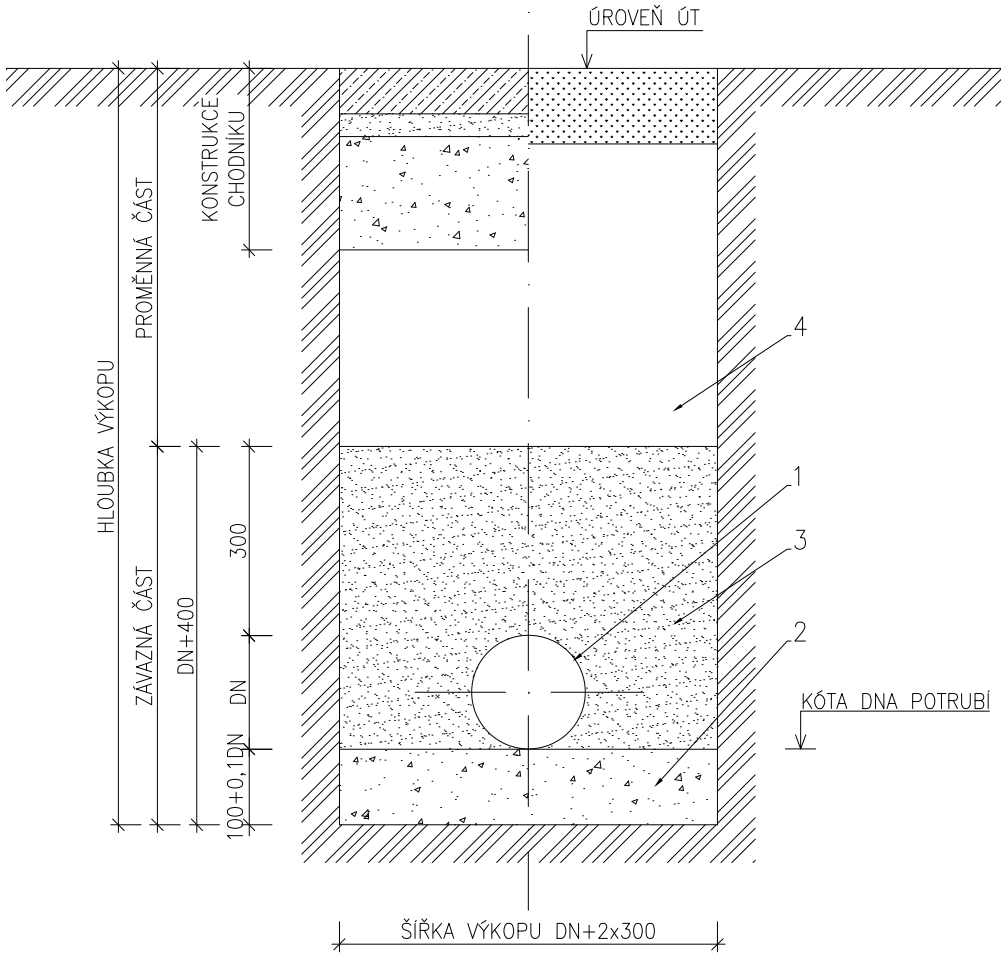 ÚROVEŇ ÚT
KONSTRUKCE
CHODNÍKU
PROMĚNNÁ ČÁST
4
HLOUBKA VÝKOPU
1
300
3
ZÁVAZNÁ ČÁST
DN+400
2
DN
KÓTA DNA POTRUBÍ
100+0,1DN
ŠÍŘKA VÝKOPU DN+2x300